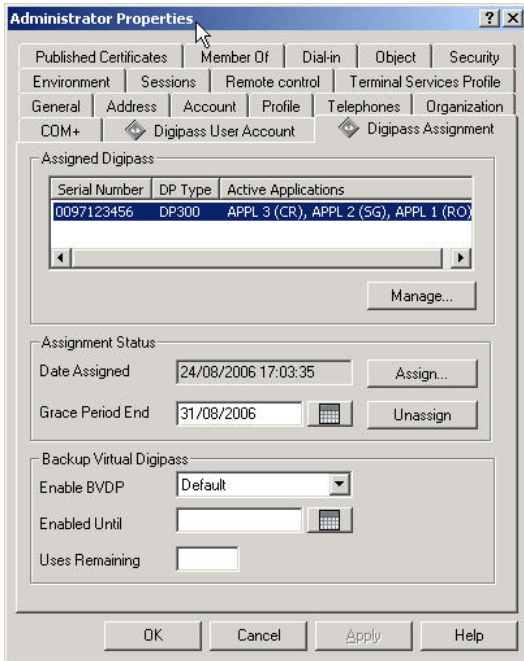 Administrator Properties
Published Certificates Member Of Dial-in Object Security
Environment Sessions Remote control Terminal Services Profile
General Address Account Profile Telephones Organization
COM+ Digipass User Account Digipass Assignment
Assigned Digipass
Serial Number DP Type Active Applications
0097123456 DP300 APPL 3 (CR), APPL 2 (SG), APPL 1 (RO)
Manage...
Assignment Status
Date Assigned 24/08/2006 17:03:35 Assign...
Grace Period End 31/08/2006 Unassign
Backup Virtual Digipass
Enable BVDP Default
Enabled Until
Uses Remaining
OK Cancel Apply Help